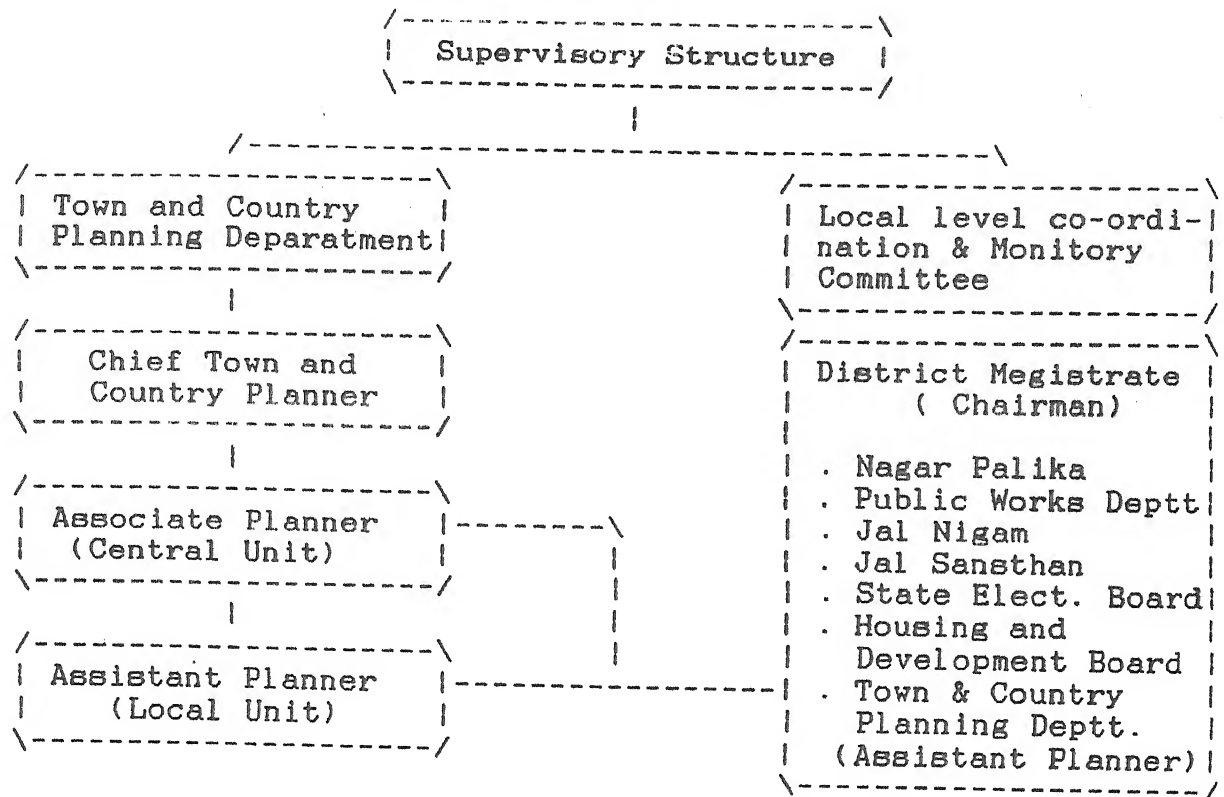 Supervisory Structure
Town and Country
Planning Deparatment
Chief Town and
Country Planner
Associate Planner
(Central Unit)
Assistant Planner
(Local Unit)
Local level co-ordi-
nation & Monitory
Committee
District Megistrate
( Chairman)
. Nagar Palika
. Public Works Deptt
. Jal Nigam
. Jal Sansthan
. State Elect. Board
. Housing and
Development Board
. Town & Country
Planning Deptt.
(Assistant Planner)